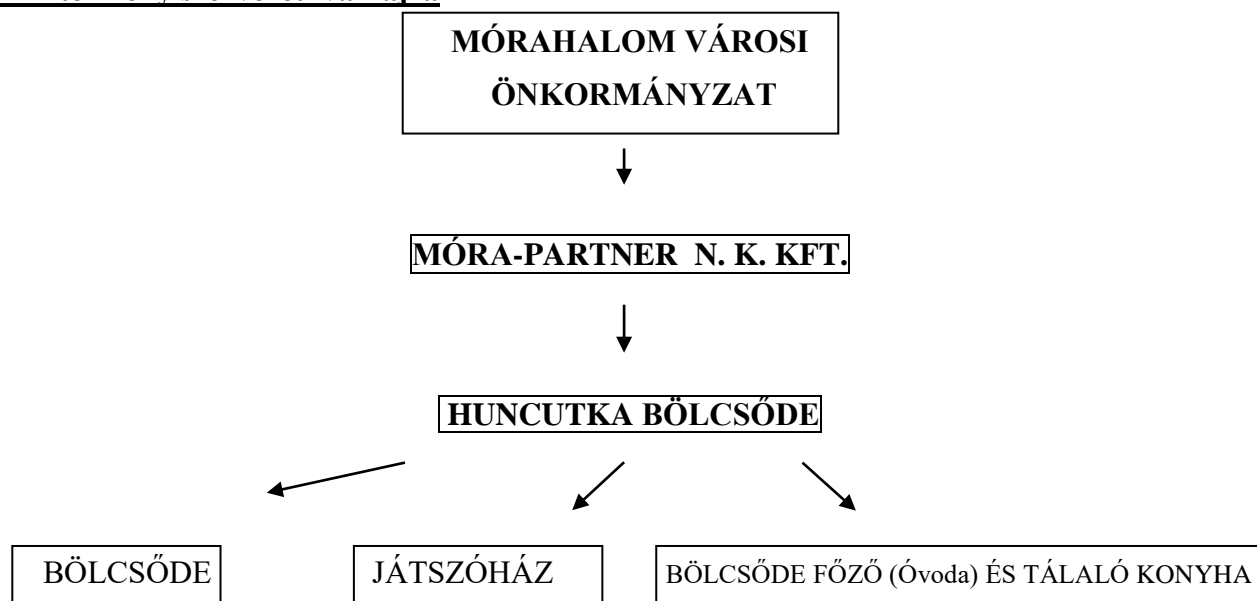 MÓRAHALOM VÁROSI
ÖNKORMÁNYZAT
MÓRA-PARTNER N. K. KFT.
HUNCUTKA BÖLCSŐDE
BÖLCSŐDE
JÁTSZÓHÁZ
BÖLCSŐDE FŐZŐ (Óvoda) ÉS TÁLALÓ KONYHA